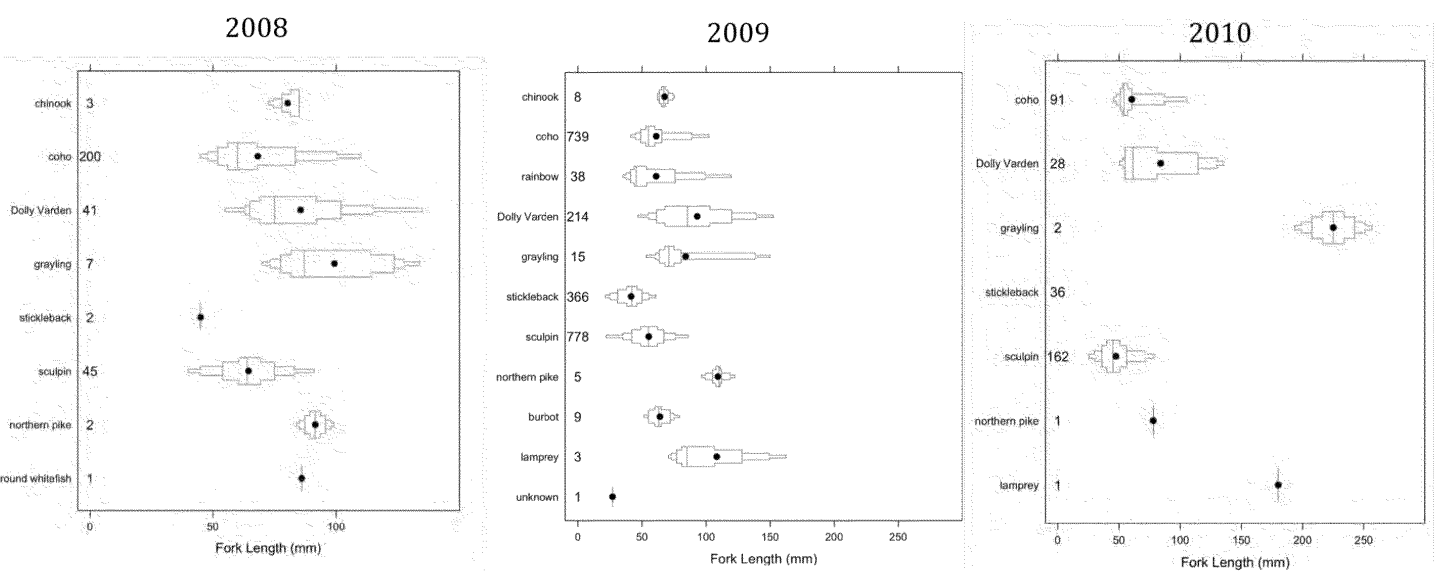 2008
chinook 3
coho 200
Dolly Varden 41
grayling 7
stickleback 2
sculpin 45
northern pike 2
round whitefish 1
0 50 100
Fork Length (mm)
2009
chinook 8
coho 739
rainbow 38
Dolly Varden 214
grayling 15
stickleback 366
sculpin 778
northern pike 5
burbot 9
lamprey 3
unknown 1
0 50 100 150 200 250
Fork Length (mm)
2010
coho 91
Dolly Varden 28
grayling 2
stickleback 36
sculpin 162
northern pike 1
lamprey 1
0 50 100 150 200 250
Fork Length (mm)